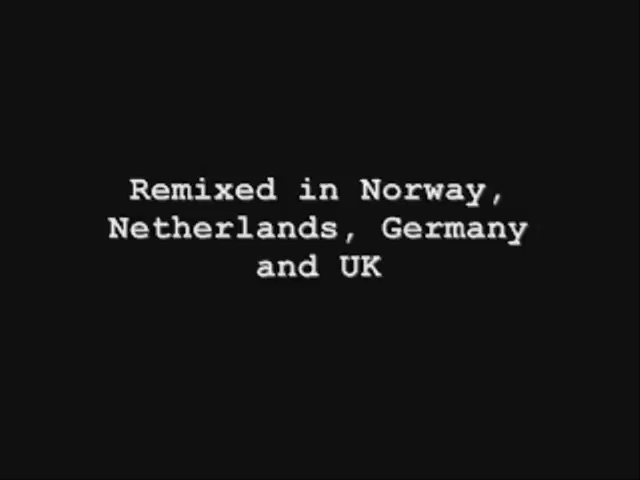 Remixed in Norway,
Netherlands, Germany
and UK